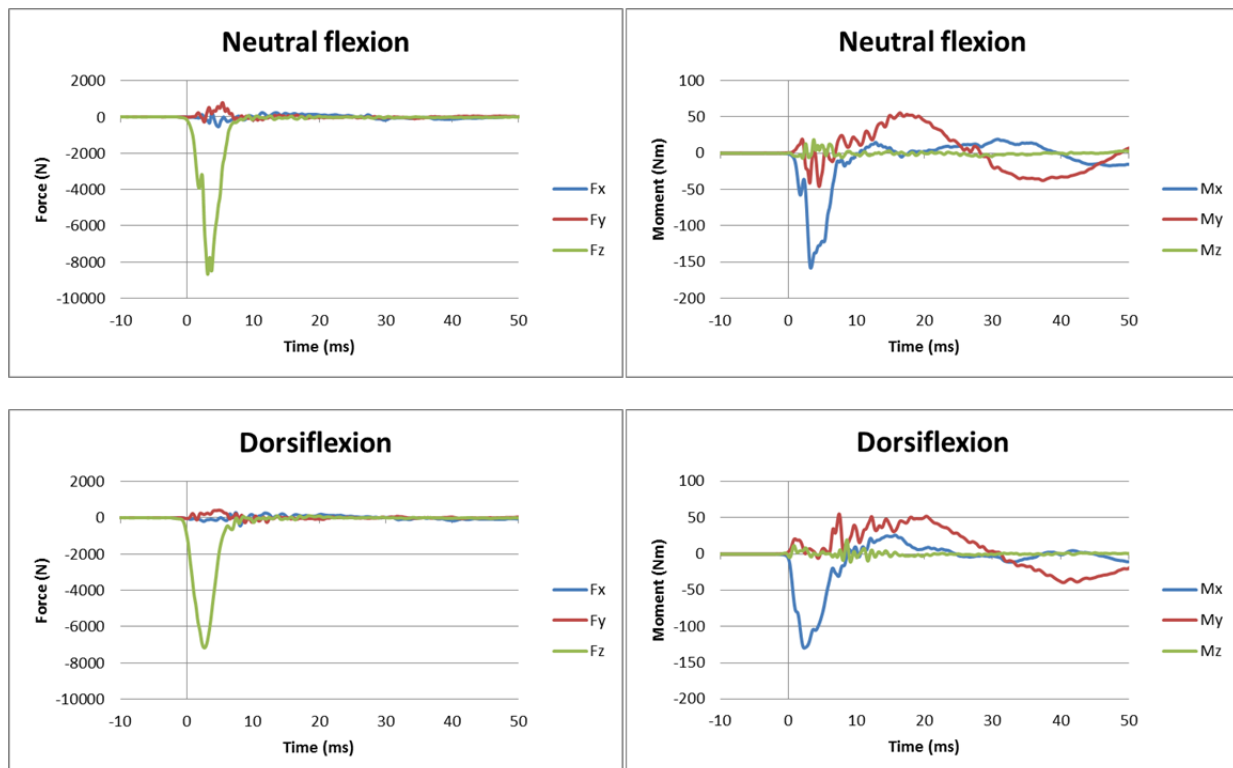 Neutral flexion
2000
0
-2000
-4000
-6000
-8000
-10000
Force (N)
-10 0 10 20 30 40 50
Time (ms)
Fx
Fy
Fz
Neutral flexion
100
50
0
-50
-100
-150
-200
Moment (Nm)
-10 0 10 20 30 40 50
Time (ms)
Mx
My
Mz
Dorsiflexion
2000
0
-2000
-4000
-6000
-8000
-10000
Force (N)
-10 0 10 20 30 40 50
Time (ms)
Fx
Fy
Fz
Dorsiflexion
100
50
0
-50
-100
-150
-200
Moment (Nm)
-10 0 10 20 30 40 50
Time (ms)
Mx
My
Mz